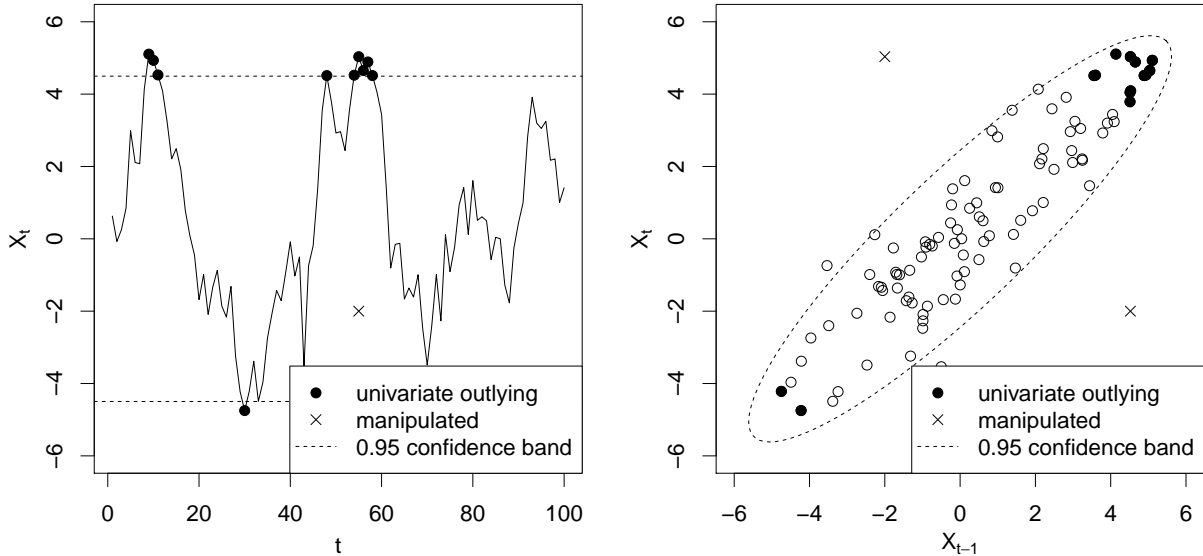 6
4
2
0
−2
−4
−6
X_t
0
20
40
60
80
100
t
univariate outlying
manipulated
0.95 confidence band
6
4
2
0
−2
−4
−6
X_t
−6
−4
−2
0
2
4
6
X_{t−1}
univariate outlying
manipulated
0.95 confidence band